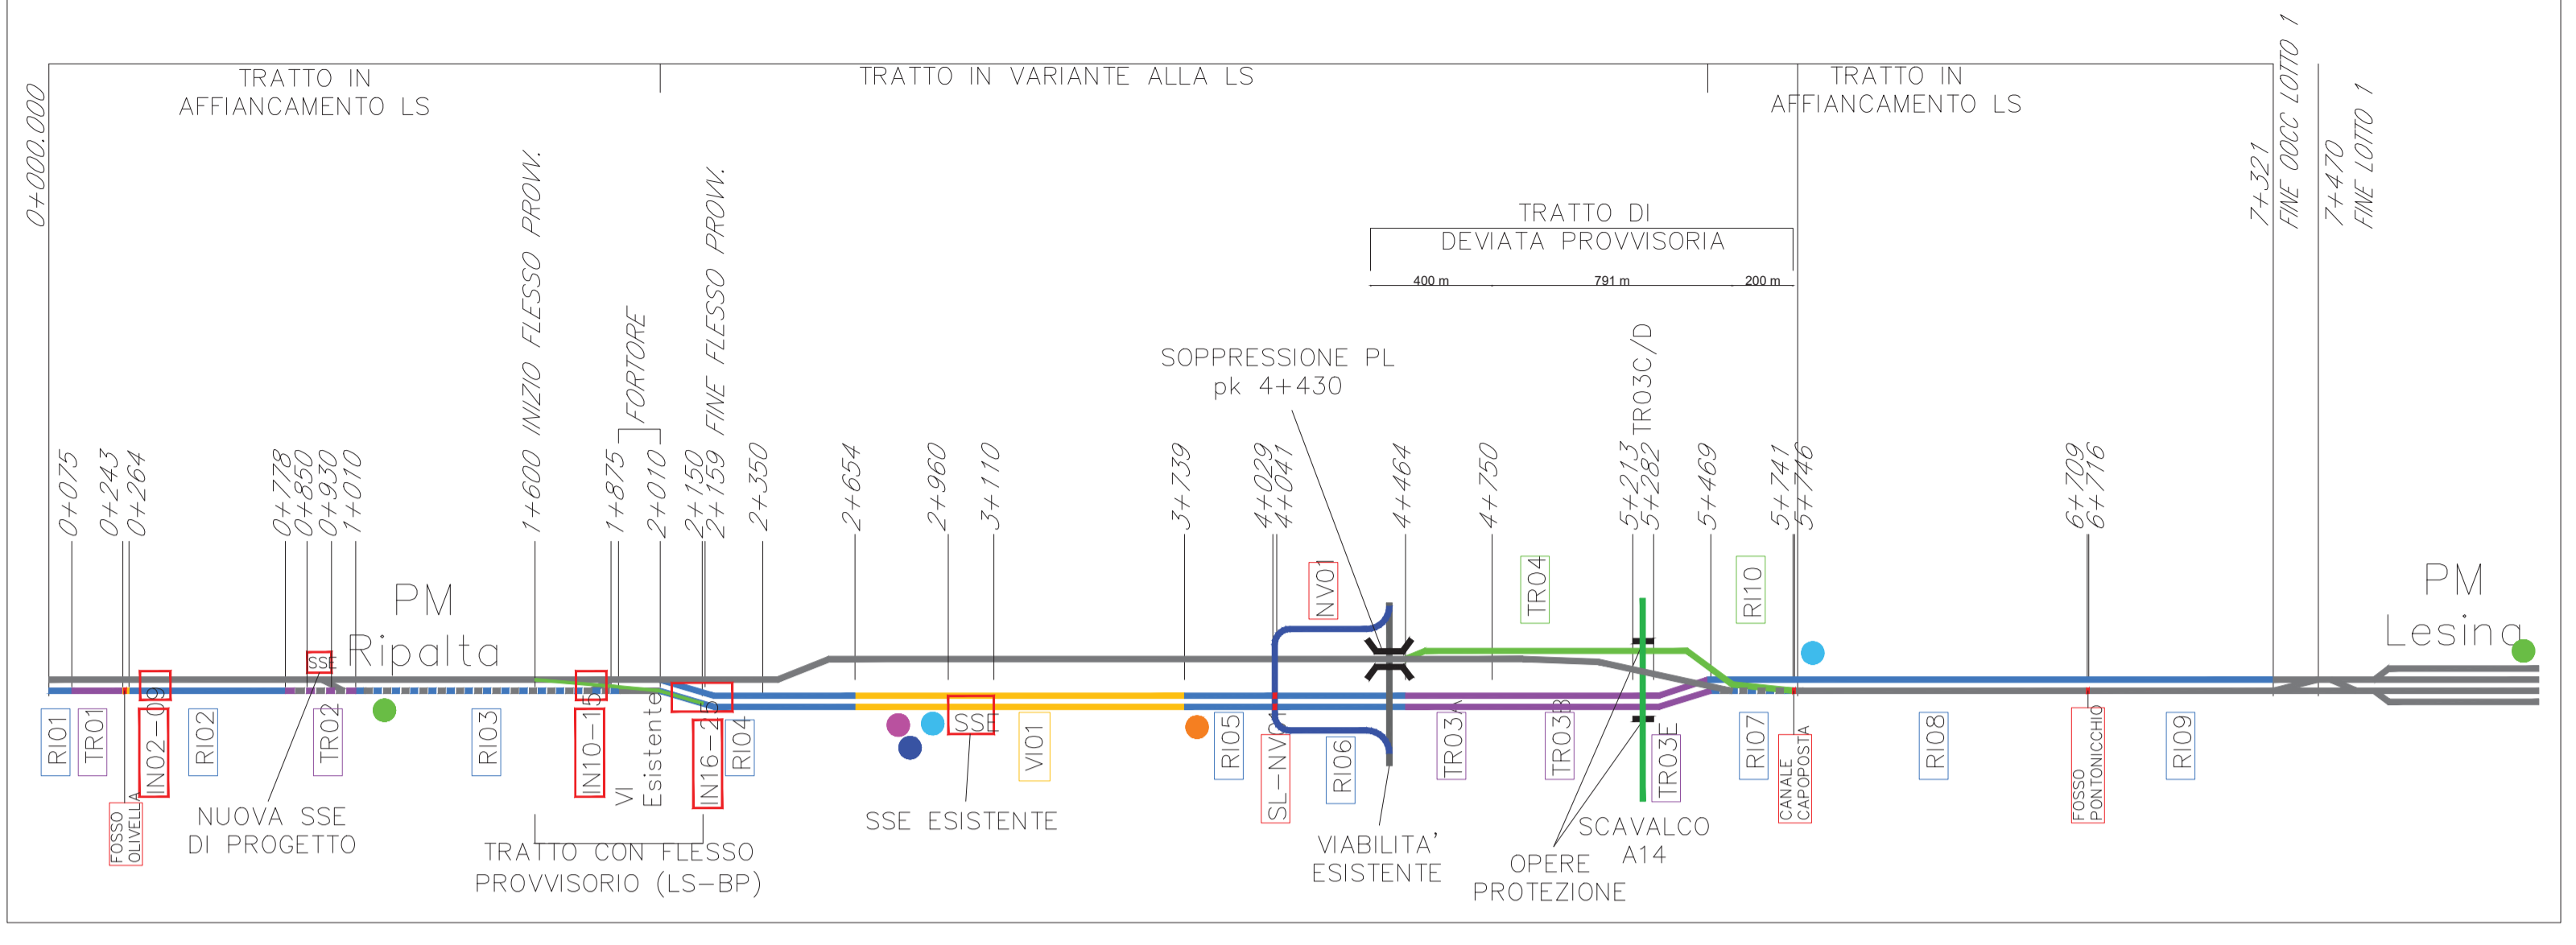 TRATTO IN
AFFIANCAMENTO LS
TRATTO IN VARIANTE ALLA LS
TRATTO IN
AFFIANCAMENTO LS
0+000.000
7+321
FINE OOCC LOTTO 1
7+470
FINE LOTTO 1
TRATTO DI
DEVIATA PROVVISORIA
400 m
791 m
200 m
SOPPRESSIONE PL
pk 4+430
0+075
0+243
0+264
0+778
0+850
0+930
1+010
1+600 INIZIO FLESSO PROVV.
1+875
FORTORE
2+010
2+150
2+159 FINE FLESSO PROVV.
2+350
2+654
2+960
3+110
3+739
4+029
4+041
4+464
4+750
5+213
TR03C/D
5+282
5+469
5+741
5+746
6+709
6+716
PM
Ripalta
SSE
NV01
TR04
RI10
PM
Lesina
RI01
TR01
FOSSO
OLIVELLA
IN02-09
RI02
TR02
RI03
IN10-15
VI
Esistente
IN16-25
RI04
SSE
VI01
RI05
SL-NV01
RI06
TR03A
TR03B
TR03E
RI07
CANALE
CAPOPOSTA
RI08
FOSSO
PONTONICCHIO
RI09
NUOVA SSE
DI PROGETTO
TRATTO CON FLESSO
PROVVISORIO (LS-BP)
SSE ESISTENTE
VIABILITA'
ESISTENTE
OPERE
PROTEZIONE
SCAVALCO
A14